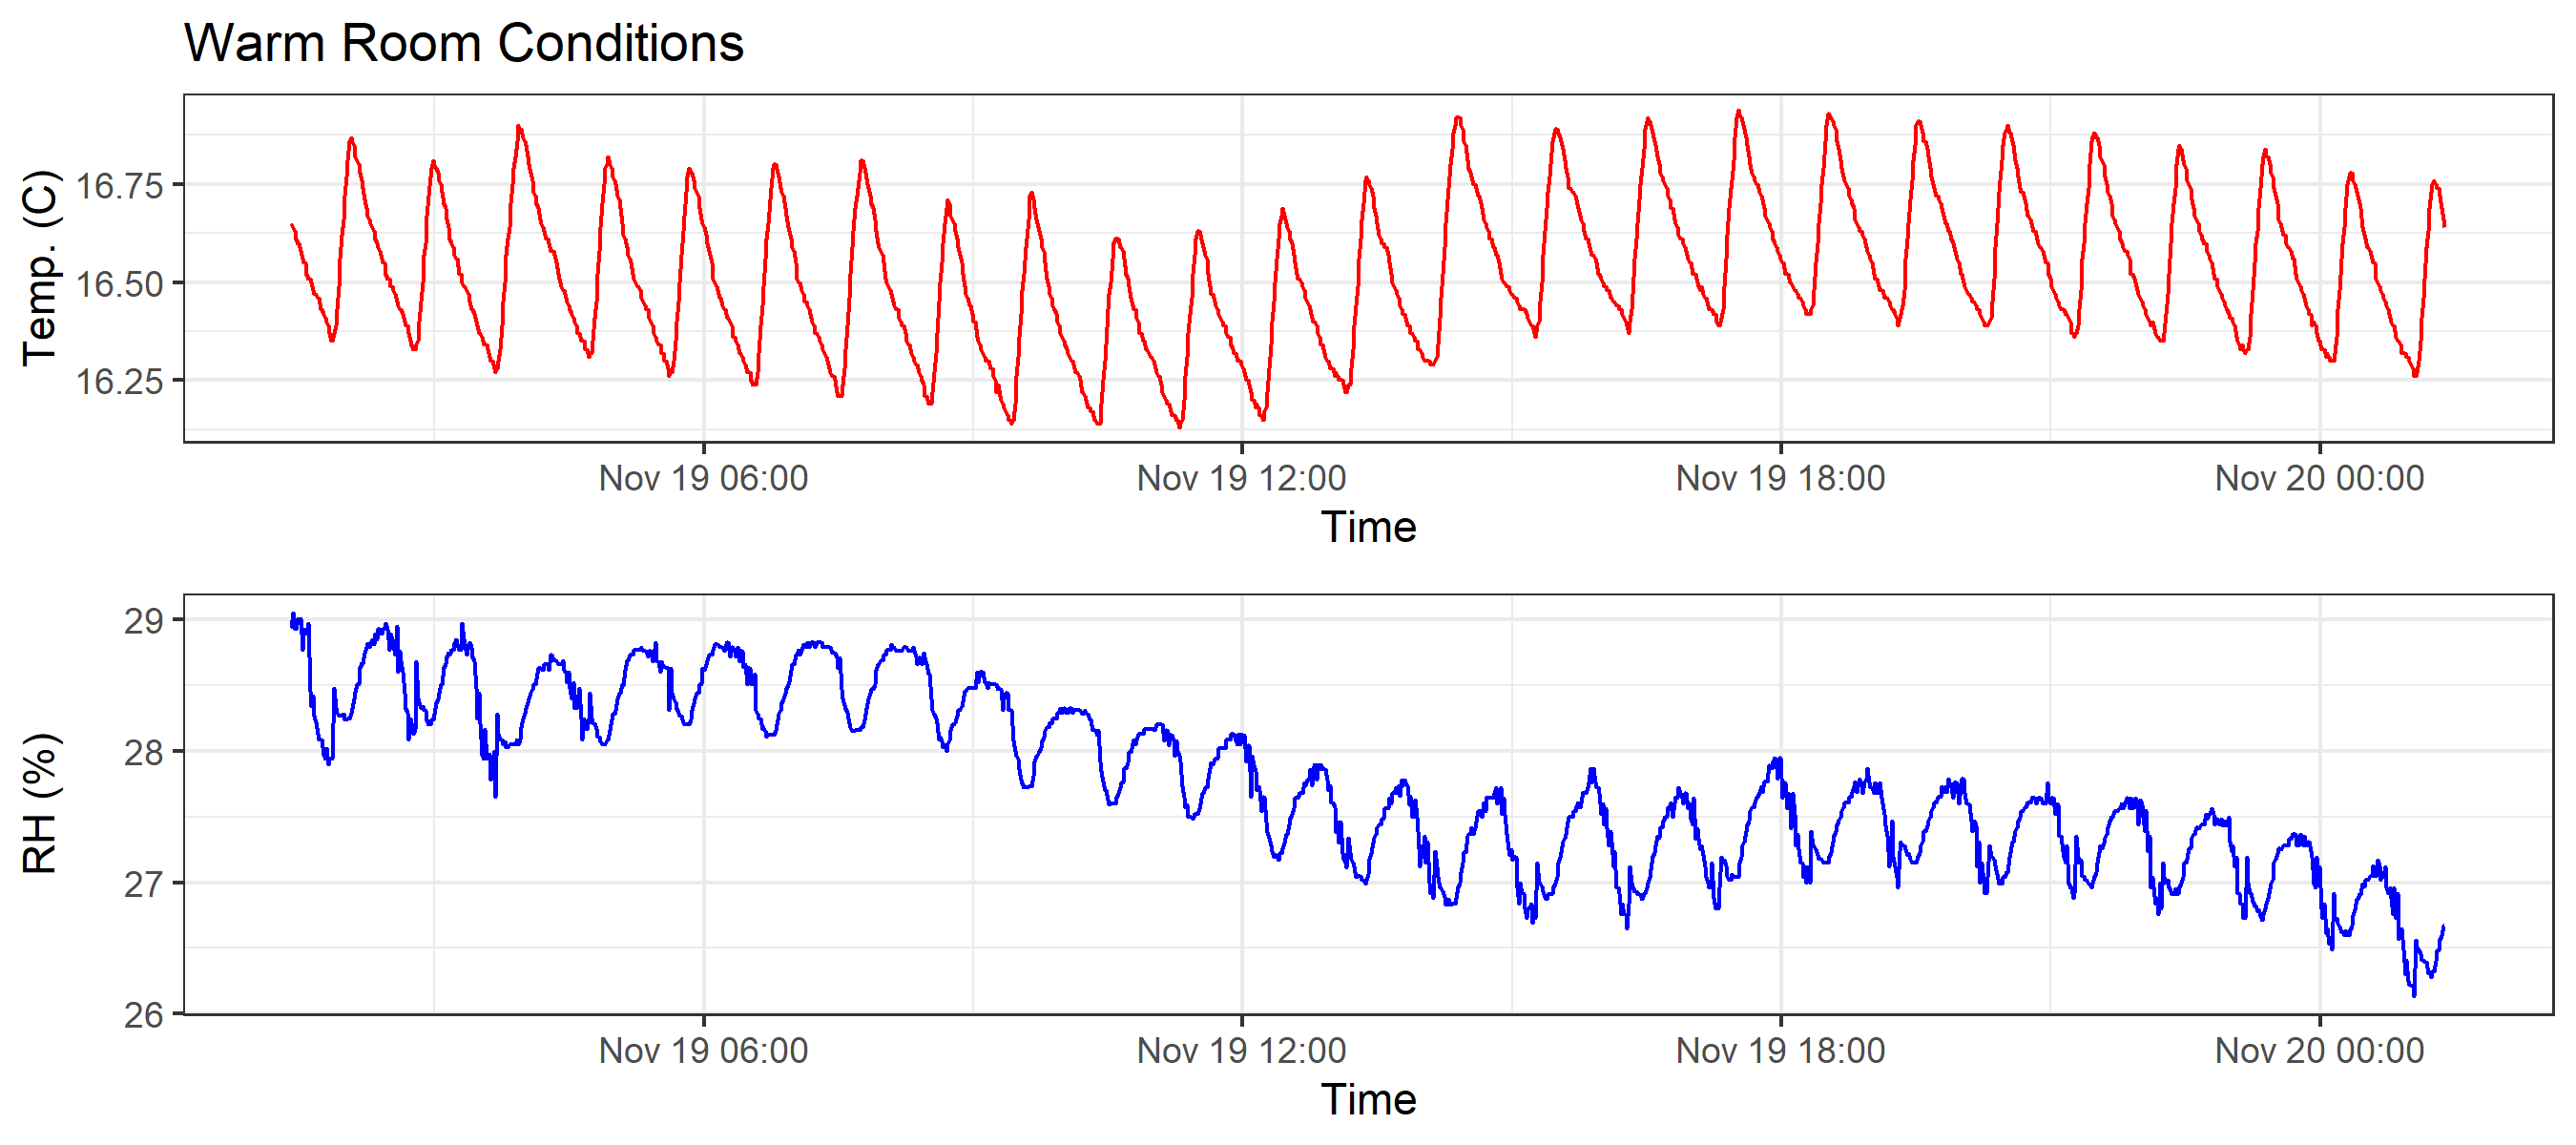 Warm Room Conditions
Temp. (C)
16.75
16.50
16.25
Nov 19 06:00 Nov 19 12:00 Nov 19 18:00 Nov 20 00:00
Time
RH (%)
29
28
27
26
Nov 19 06:00 Nov 19 12:00 Nov 19 18:00 Nov 20 00:00
Time